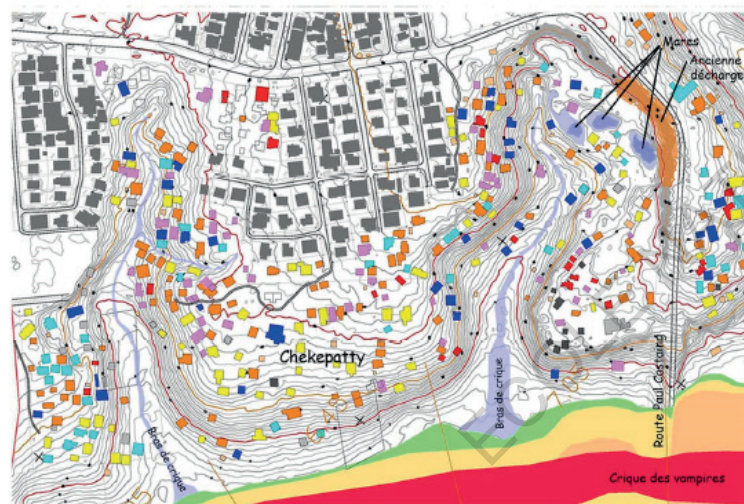 Mares
Ancienne
décharge
Chekepatty
Route Paul Castaing
Bras de crique
Bras de crique
Crique des vampires